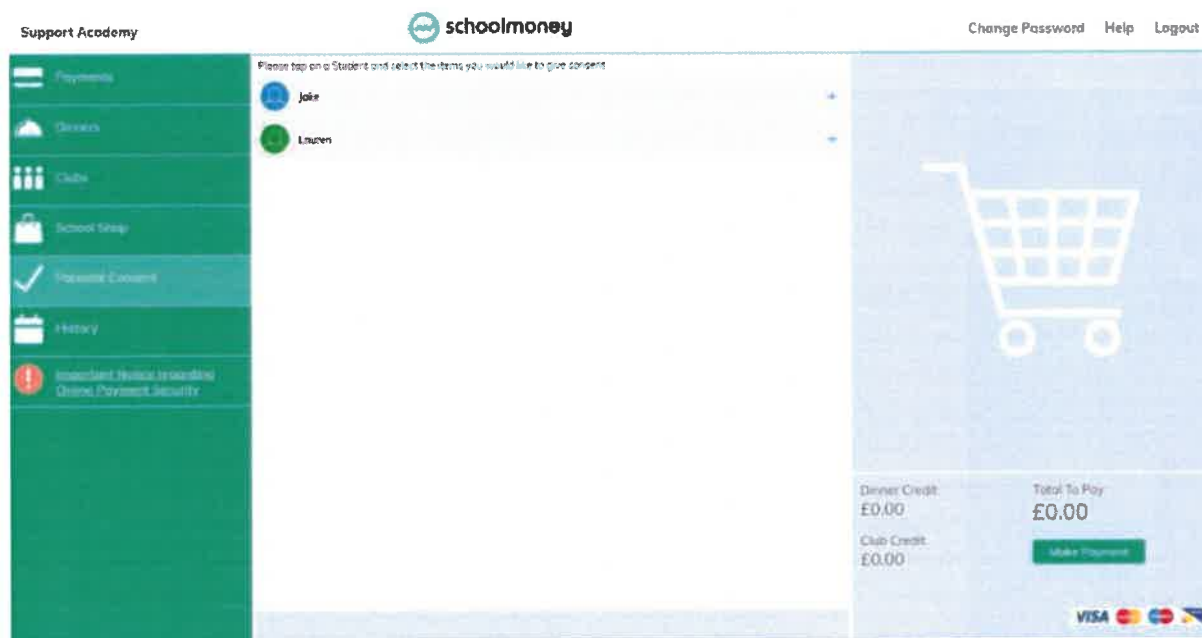 Support Academy
schoolmoney
Change Password Help Logout
Payments
Dinners
Clubs
School Shop
Parental Consent
History
Important Notice regarding
Online Payment Security
Please tap on a Student and select the items you would like to give consent
Jake
+
Lauren
+
Dinner Credit
£0.00
Club Credit
£0.00
Total To Pay
£0.00
Make Payment
VISA